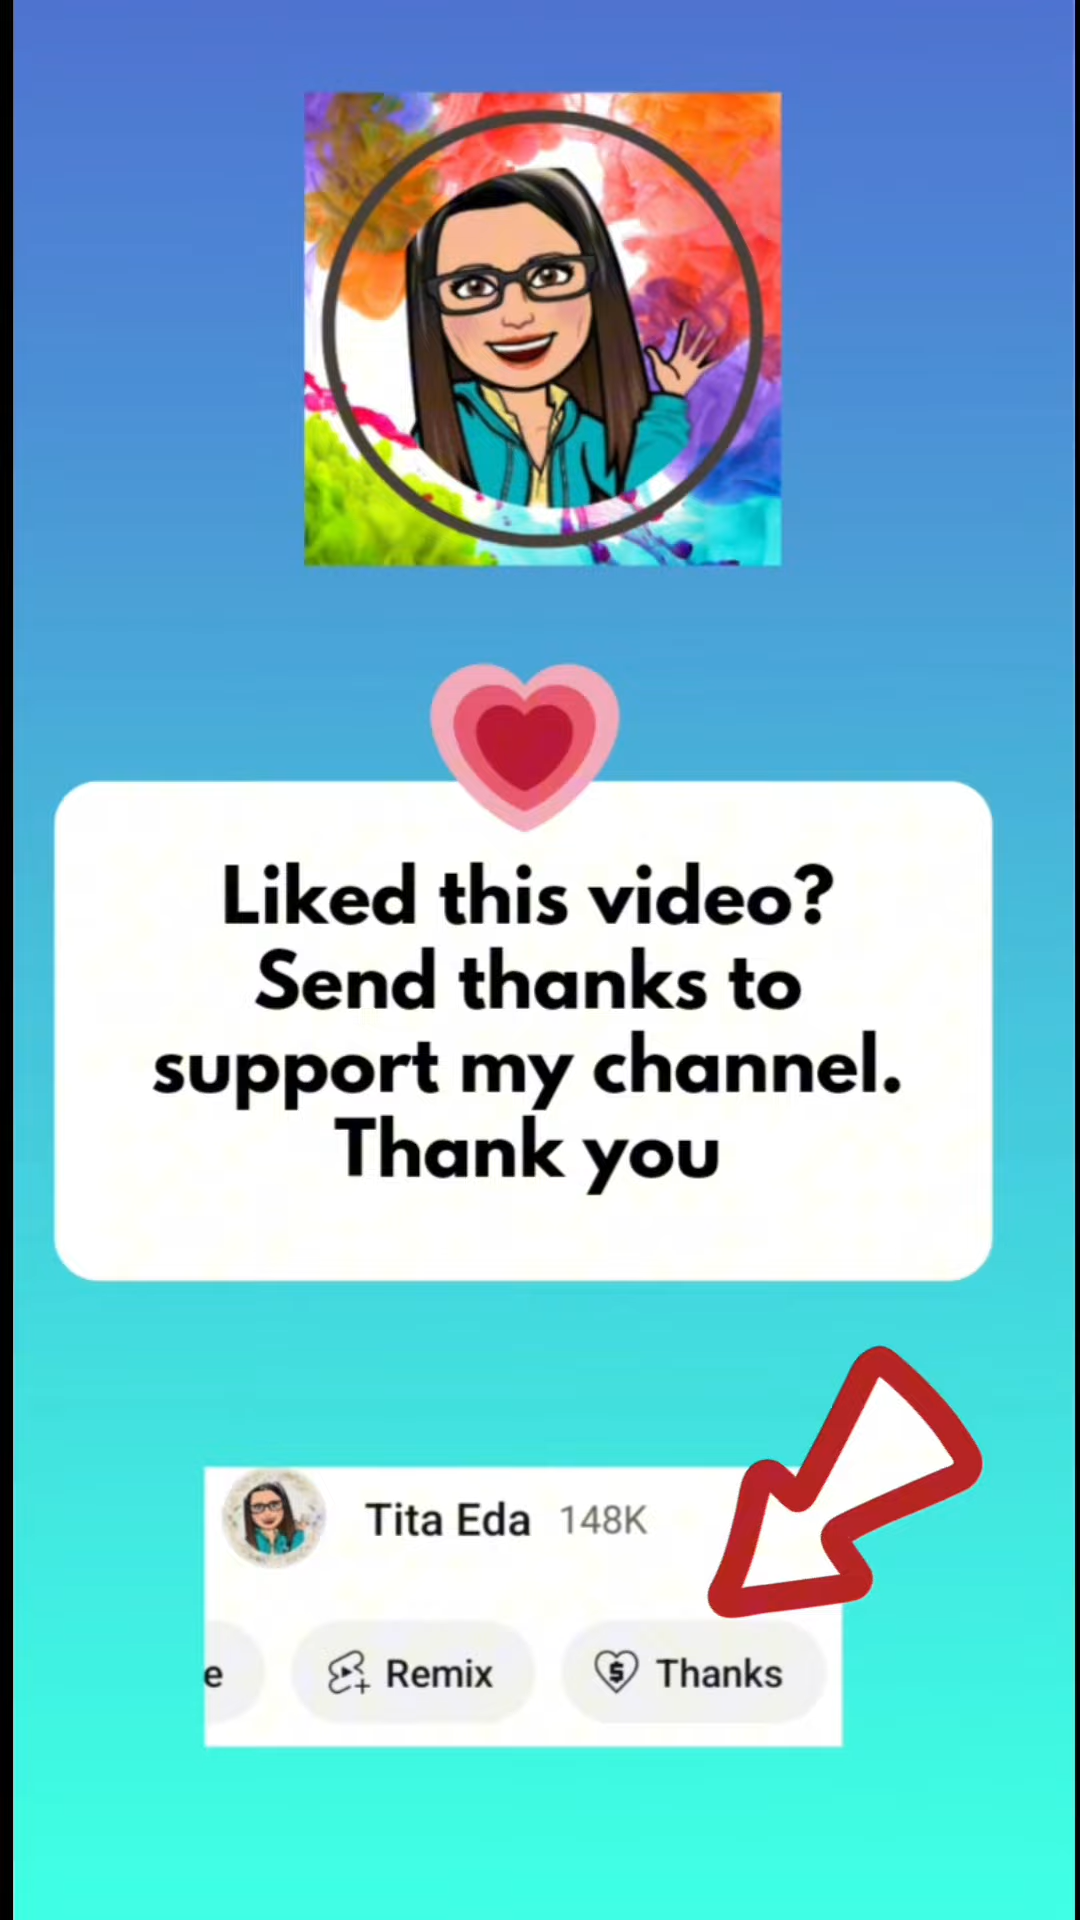 Liked this video?
Send thanks to
support my channel.
Thank you
Tita Eda 148K
e Remix $ Thanks